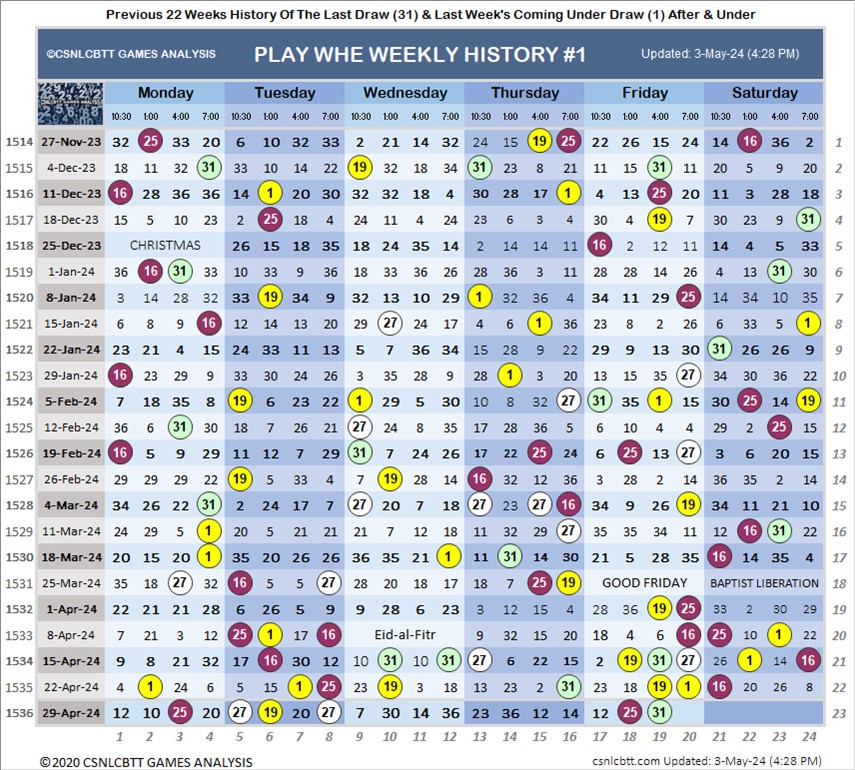 Previous 22 Weeks History Of The Last Draw (31) & Last Week's Coming Under Draw (1) After & Under
©CSNLCBTT GAMES ANALYSIS PLAY WHE WEEKLY HISTORY #1 Updated: 3-May-24 (4:28 PM)
CSNLCBTT GAMES ANALYSIS Monday Tuesday Wednesday Thursday Friday Saturday
10:30 1:00 4:00 7:00 10:30 1:00 4:00 7:00 10:30 1:00 4:00 7:00 10:30 1:00 4:00 7:00 10:30 1:00 4:00 7:00 10:30 1:00 4:00 7:00
1514 27-Nov-23 32 25 33 20 6 10 32 33 2 21 14 32 24 15 19 25 22 26 15 24 14 16 36 2 1
1515 4-Dec-23 18 11 32 31 33 10 14 22 19 32 18 34 31 23 8 21 11 15 31 11 20 5 9 20 2
1516 11-Dec-23 16 28 36 36 14 1 20 30 32 32 18 4 30 28 17 1 4 13 25 20 11 3 28 18 3
1517 18-Dec-23 15 5 10 23 2 25 18 4 24 11 4 24 23 6 3 4 30 4 19 7 30 23 9 31 4
1518 25-Dec-23 CHRISTMAS 26 15 18 35 18 24 35 14 2 14 14 11 16 2 12 11 14 4 5 33 5
1519 1-Jan-24 36 16 31 33 10 33 9 36 18 33 36 26 28 36 3 11 28 28 14 26 4 13 23 31 30 6
1520 8-Jan-24 3 14 28 32 33 19 34 9 32 13 10 29 1 32 36 4 34 11 29 25 14 34 10 35 7
1521 15-Jan-24 6 8 9 16 12 14 13 20 29 27 24 17 4 6 1 36 23 8 2 26 6 33 5 1 8
1522 22-Jan-24 23 21 4 15 24 33 11 13 5 7 36 34 15 28 9 22 29 9 13 30 31 26 26 9 9
1523 29-Jan-24 16 23 29 9 33 30 24 26 3 35 28 9 28 1 3 20 13 15 35 27 34 30 36 22 10
1524 5-Feb-24 7 18 35 8 19 6 23 22 1 29 5 30 10 8 32 27 31 35 1 15 30 25 14 19 11
1525 12-Feb-24 36 6 31 30 18 7 26 21 27 24 8 35 17 28 36 5 6 10 4 4 29 2 25 12 12
1526 19-Feb-24 16 5 9 29 11 12 7 29 31 7 24 26 17 22 25 24 6 25 13 27 3 6 20 15 13
1527 26-Feb-24 29 29 29 22 19 5 33 4 7 19 28 14 16 32 12 34 3 28 2 14 36 35 2 14 14
1528 4-Mar-24 34 26 22 31 2 24 17 7 27 20 7 18 27 23 27 16 34 9 26 19 34 11 21 10 15
1529 11-Mar-24 24 29 5 1 20 5 21 21 21 7 12 18 11 32 29 27 35 35 34 11 22 16 31 22 16
1530 18-Mar-24 20 15 20 1 35 20 26 26 36 35 21 12 11 31 14 30 21 5 28 35 16 14 35 4 17
1531 25-Mar-24 35 18 27 32 16 5 5 27 28 20 18 17 18 7 25 19 GOOD FRIDAY BAPTIST LIBERATION 18
1532 1-Apr-24 22 21 21 28 6 26 5 9 9 28 6 23 3 12 15 4 28 36 19 25 33 2 30 29 19
1533 8-Apr-24 7 21 3 12 25 1 17 16 Eid-al-Fitr 9 32 15 20 18 4 6 16 25 10 1 22 20
1534 15-Apr-24 9 8 21 32 17 16 30 12 10 31 10 31 27 6 22 15 2 19 31 27 26 1 14 16 21
1535 22-Apr-24 4 1 24 6 5 15 1 25 10 19 3 18 13 23 2 31 23 18 19 1 16 20 26 8 22
1536 29-Apr-24 12 10 25 20 27 19 20 27 7 30 14 36 23 36 12 14 12 25 31 23
1 2 3 4 5 6 7 8 9 10 11 12 13 14 15 16 17 18 19 20 21 22 23 24
©2020 CSNLCBTT GAMES ANALYSIS csnlcbtt.com Updated: 3-May-24 (4:28 PM)